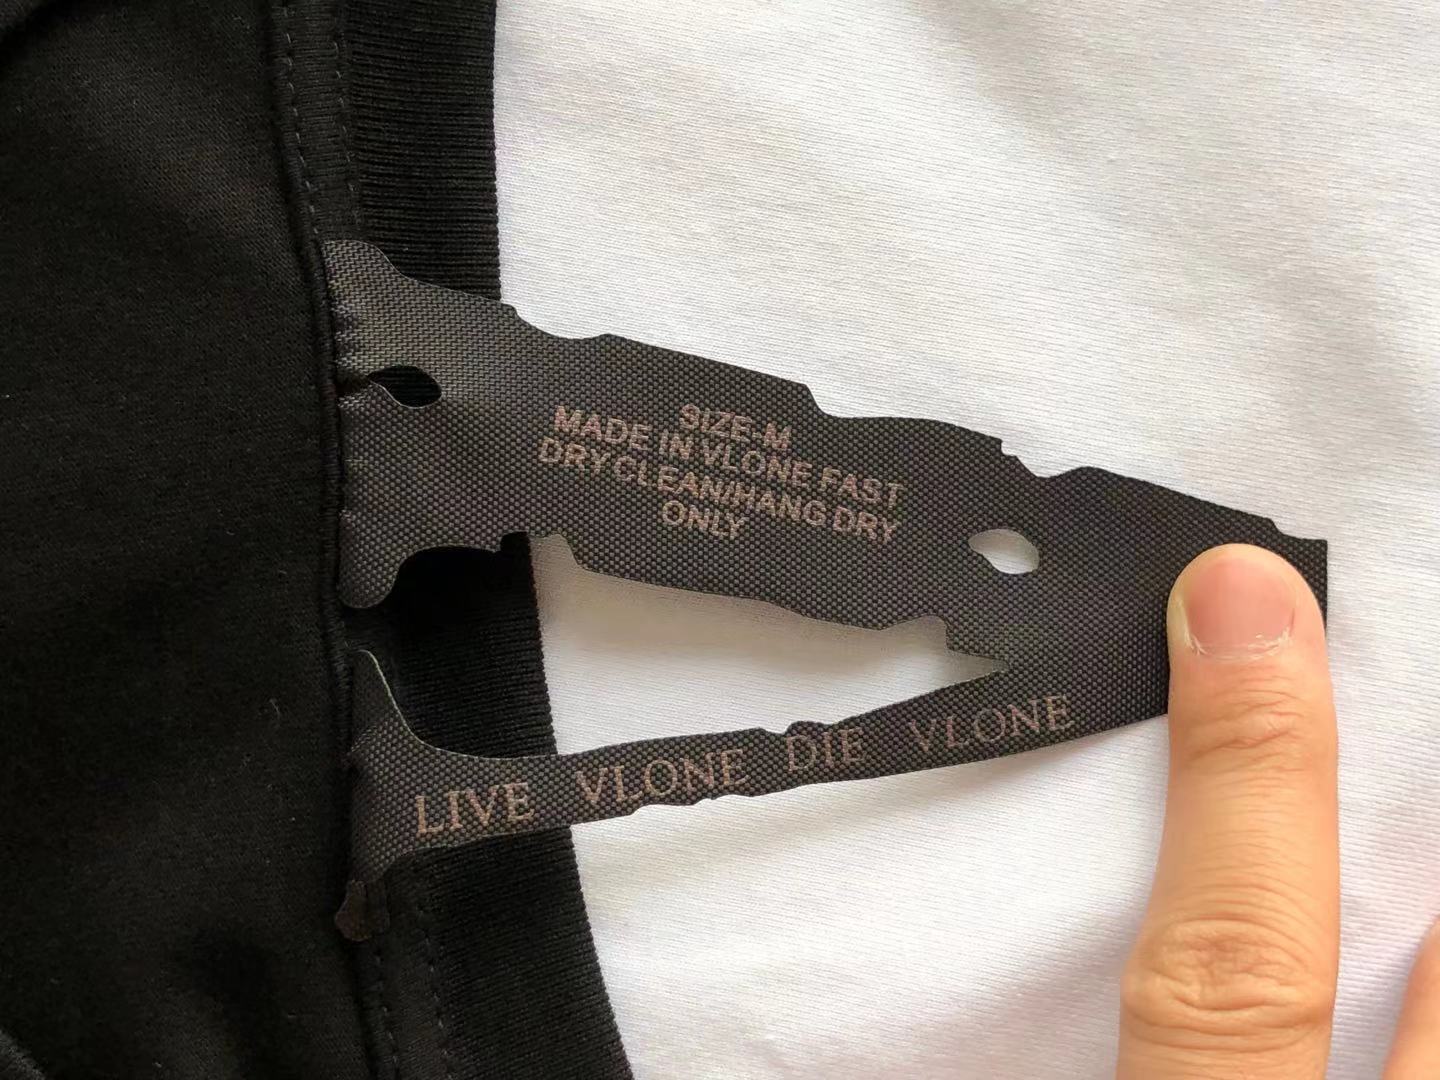 SIZE-M
MADE IN VLONE FAST
DRY CLEAN/HANG DRY
ONLY
LIVE VLONE DIE VLONE